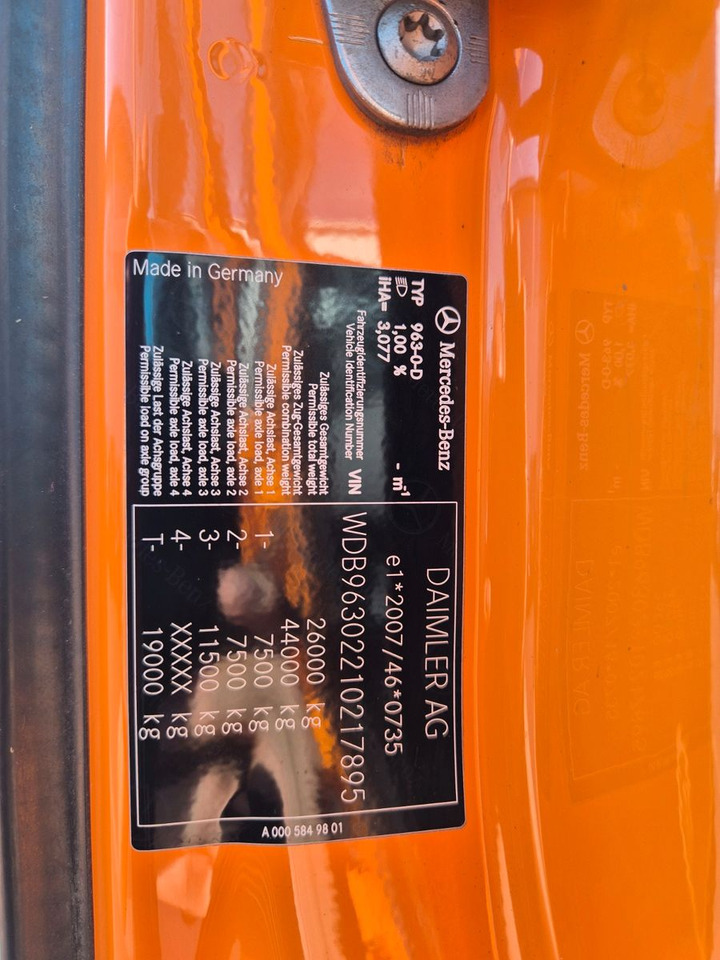 Mercedes-Benz DAIMLER AG
TYP 963-0-D - m⁻¹ e1*2007/46*0735
1,00 %
iHA= 3,077
Fahrzeugidentifizierungsnummer
Vehicle Identification Number VIN WDB96302210217895
Zulässiges Gesamtgewicht
Permissible total weight 26000 kg
Zulässiges Zug-Gesamtgewicht
Permissible combination weight 44000 kg
Zulässige Achslast, Achse 1
Permissible axle load, axle 1 1- 7500 kg
Zulässige Achslast, Achse 2
Permissible axle load, axle 2 2- 7500 kg
Zulässige Achslast, Achse 3
Permissible axle load, axle 3 3- 11500 kg
Zulässige Achslast, Achse 4
Permissible axle load, axle 4 4- XXXXX kg
Zulässige Last der Achsgruppe
Permissible load on axle group T- 19000 kg
Made in Germany
A 000 584 98 01